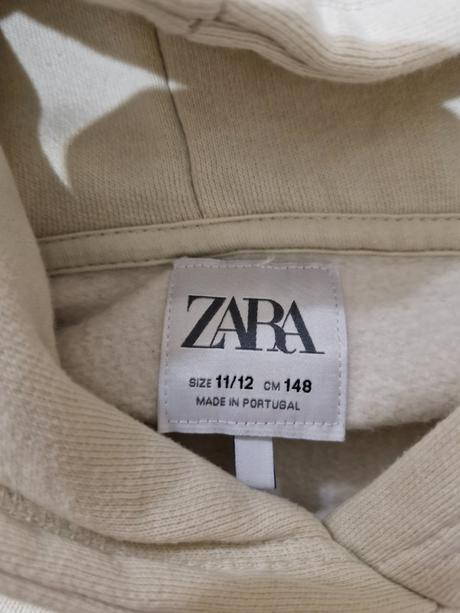 ZARA
SIZE 11/12 CM 148
MADE IN PORTUGAL